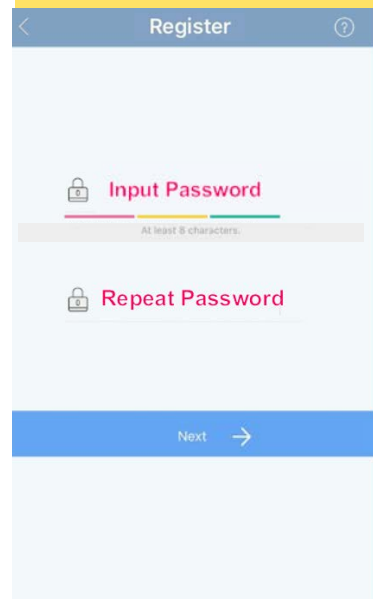 Register
Input Password
At least 8 characters.
Repeat Password
Next